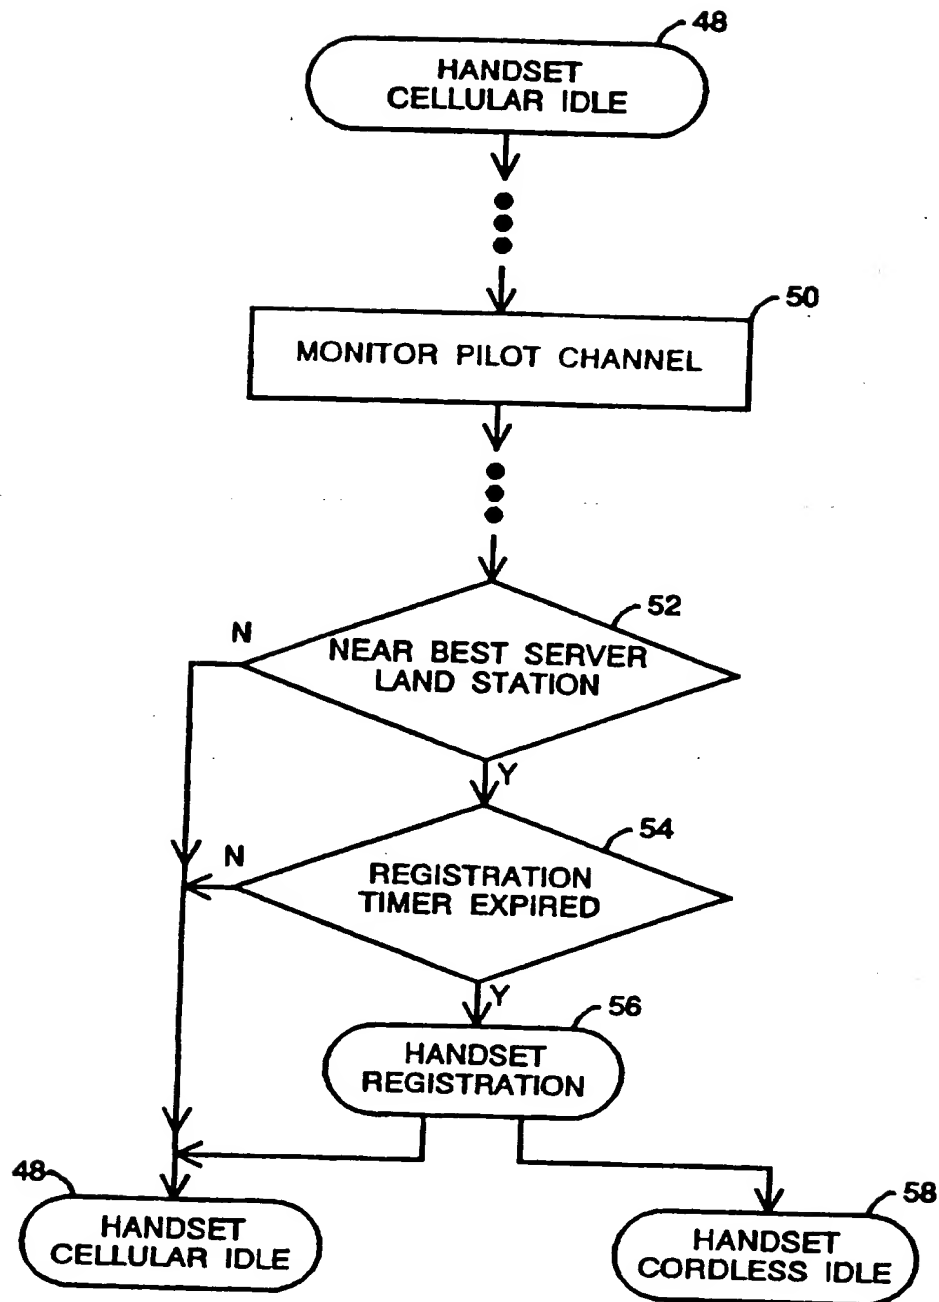 48
HANDSET
CELLULAR IDLE
50
MONITOR PILOT CHANNEL
52
N
NEAR BEST SERVER
LAND STATION
Y
54
N
REGISTRATION
TIMER EXPIRED
Y
56
HANDSET
REGISTRATION
48
HANDSET
CELLULAR IDLE
58
HANDSET
CORDLESS IDLE